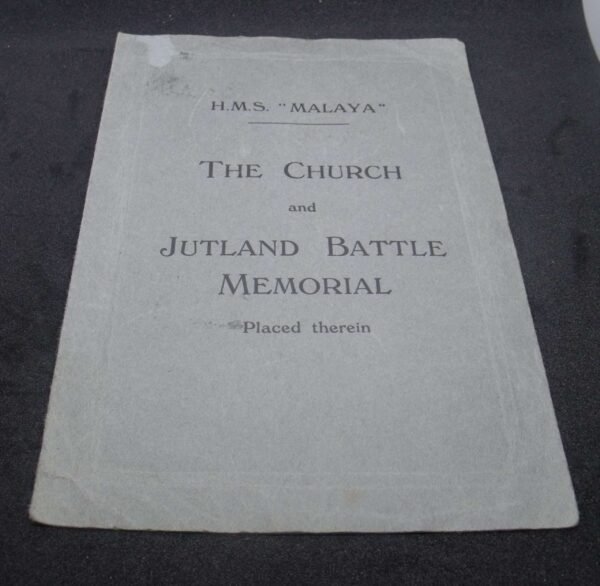 H.M.S. "MALAYA"
THE CHURCH
and
JUTLAND BATTLE
MEMORIAL
Placed therein